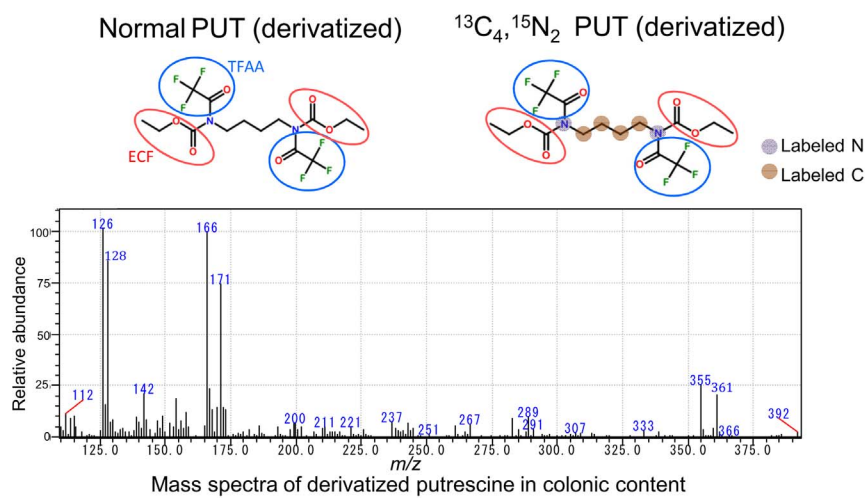 Normal PUT (derivatized)
¹³C₄,¹⁵N₂ PUT (derivatized)
TFAA
F
F
F
O
N
O
O
ECF
O
O
N
O
F
F
F
F
F
F
O
N
O
O
O
O
N
O
F
F
F
Labeled N
Labeled C
Relative abundance
100
75
50
25
0
126
128
166
171
112
142
200
211
221
237
251
267
289
291
307
333
355
361
366
392
125.0
150.0
175.0
200.0
225.0
250.0
275.0
300.0
325.0
350.0
375.0
m/z
Mass spectra of derivatized putrescine in colonic content